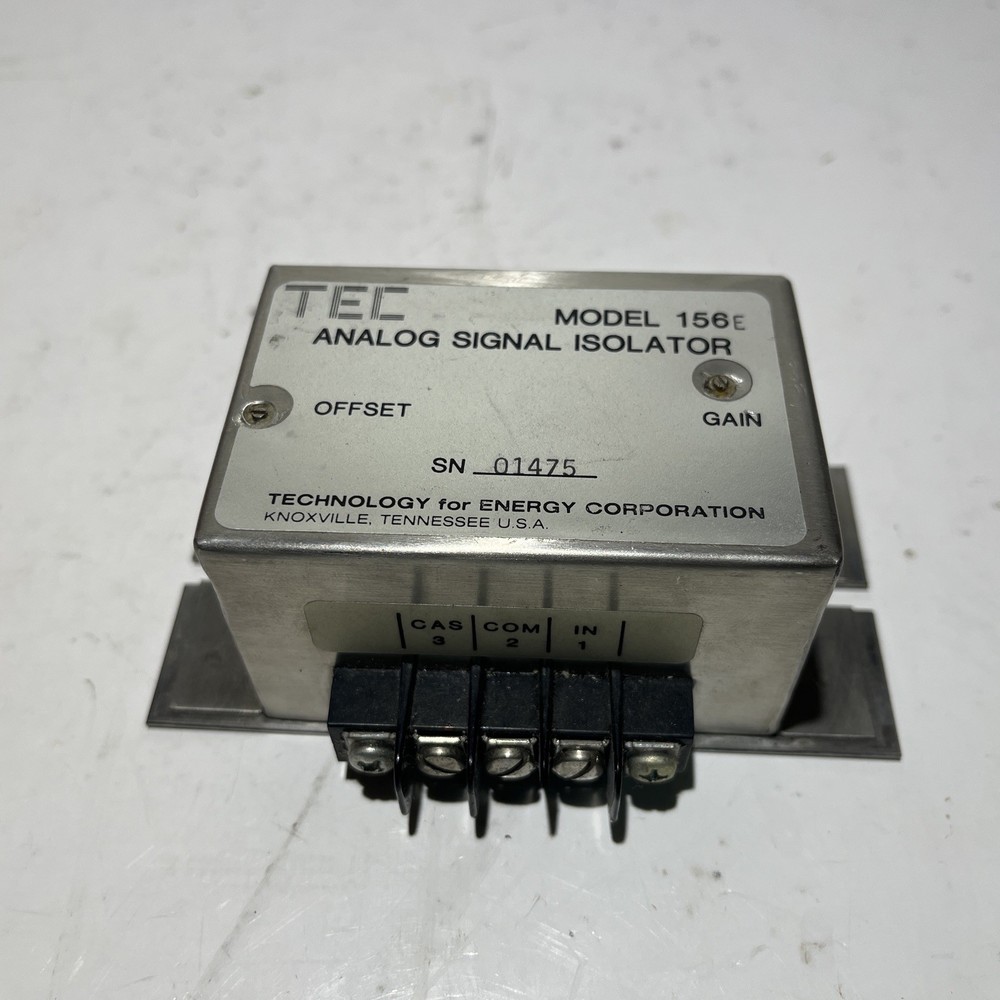 TEC
MODEL 156E
ANALOG SIGNAL ISOLATOR
OFFSET
GAIN
SN 01475
TECHNOLOGY for ENERGY CORPORATION
KNOXVILLE, TENNESSEE U.S.A.
CAS COM IN
3 2 1